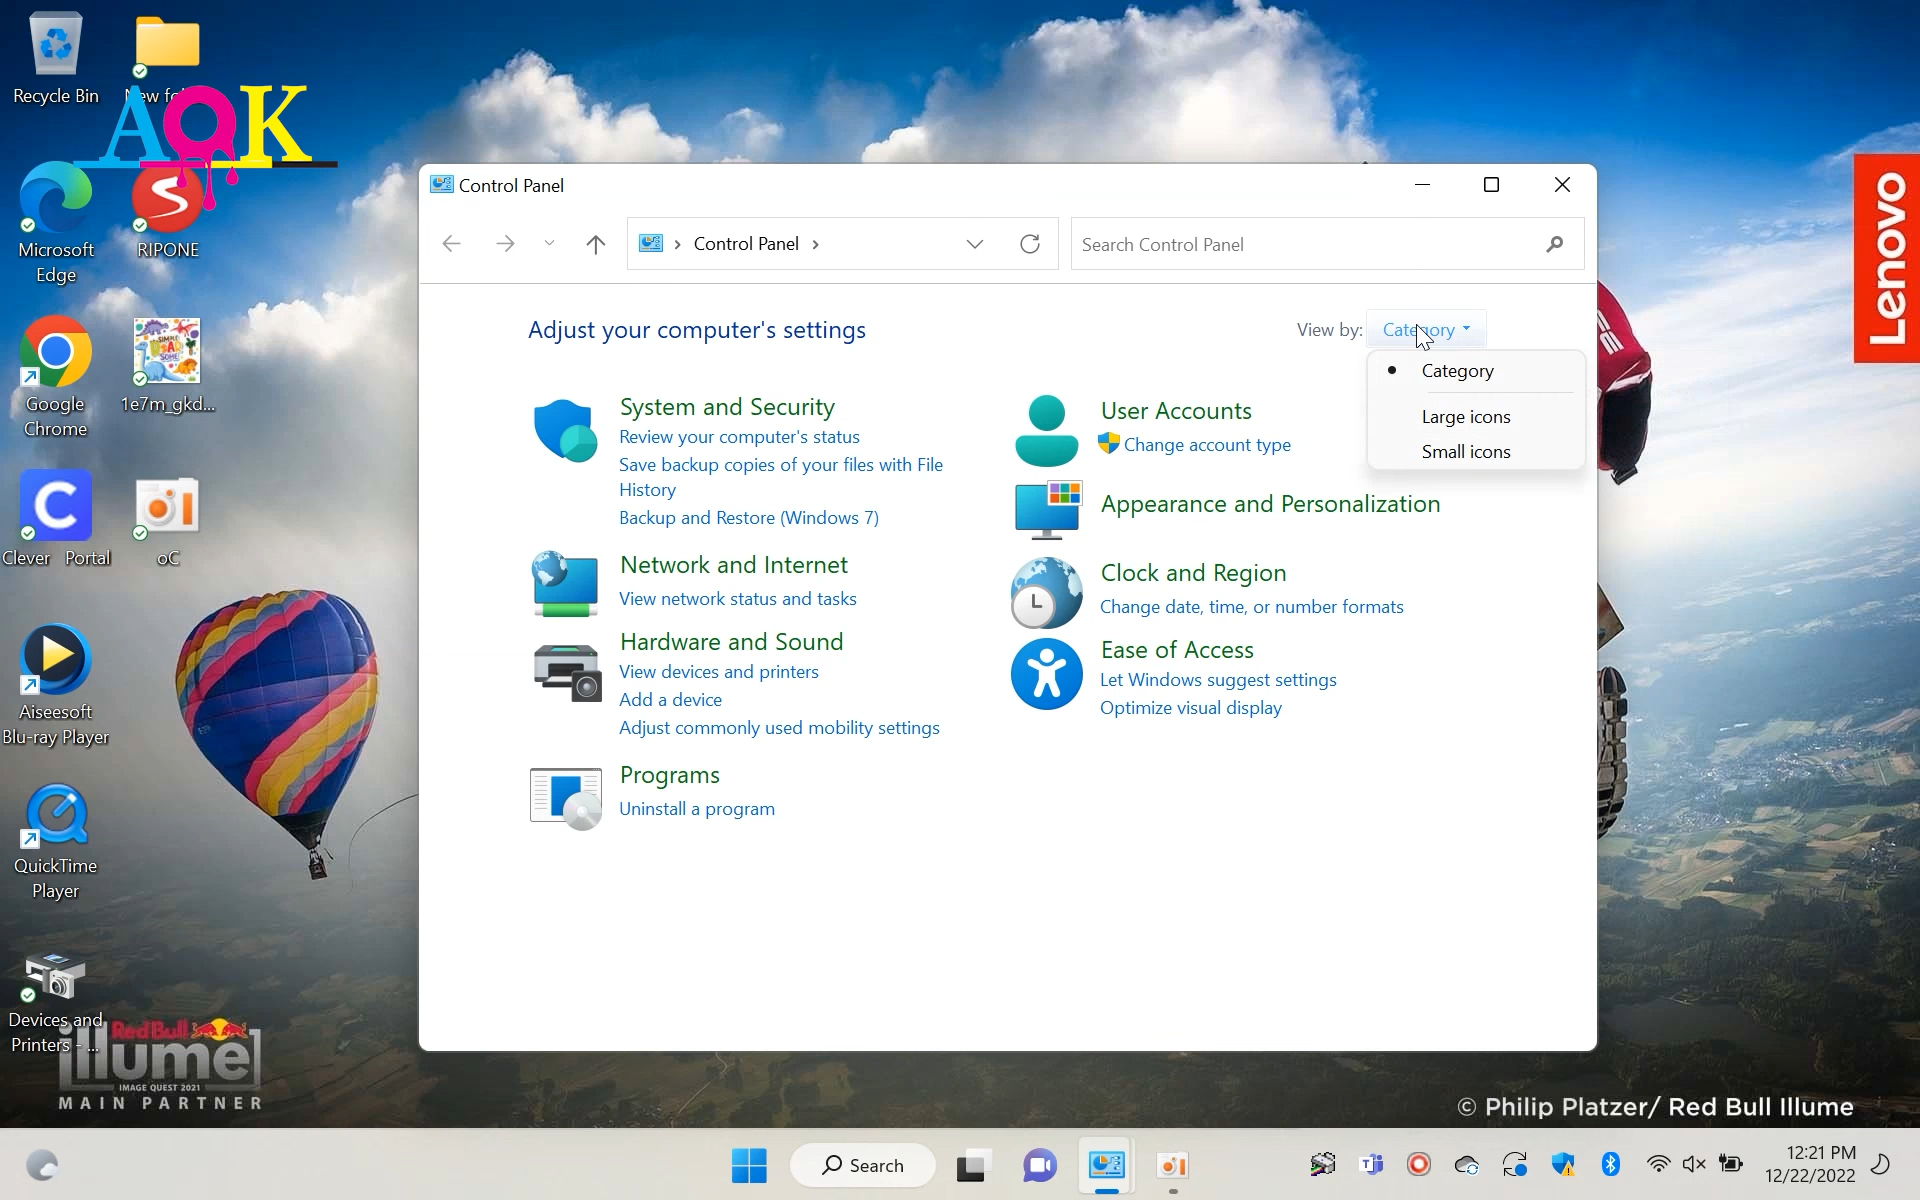 Recycle Bin
New fo
AOK
Microsoft
Edge
RIPONE
Google
Chrome
1e7m_gkd...
Clever Portal
oC
Aiseesoft
Blu-ray Player
QuickTime
Player
Devices and
Printers - ...
Red Bull
illume
IMAGE QUEST 2021
MAIN PARTNER
Control Panel
Control Panel
Search Control Panel
Adjust your computer's settings
View by:
Category
Category
Large icons
Small icons
System and Security
Review your computer's status
Save backup copies of your files with File
History
Backup and Restore (Windows 7)
Network and Internet
View network status and tasks
Hardware and Sound
View devices and printers
Add a device
Adjust commonly used mobility settings
Programs
Uninstall a program
User Accounts
Change account type
Appearance and Personalization
Clock and Region
Change date, time, or number formats
Ease of Access
Let Windows suggest settings
Optimize visual display
Lenovo
© Philip Platzer/ Red Bull Illume
Search
12:21 PM
12/22/2022